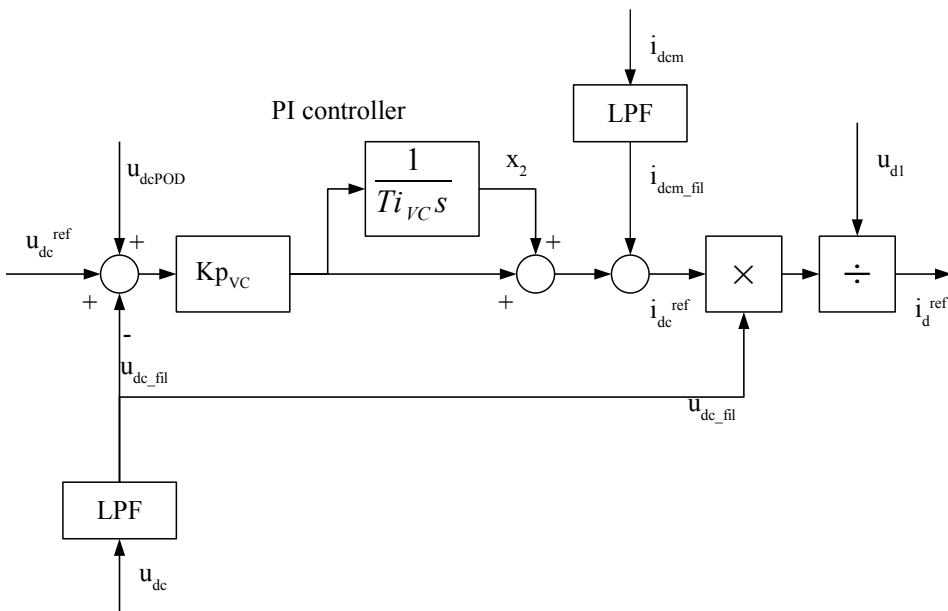 i_dcm
LPF
PI controller
u_dcPOD
1
Ti_VC s
x_2
i_dcm_fil
u_d1
u_dc^ref
+
+
Kp_VC
+
+
×
÷
i_dc^ref
i_d^ref
-
u_dc_fil
u_dc_fil
LPF
u_dc